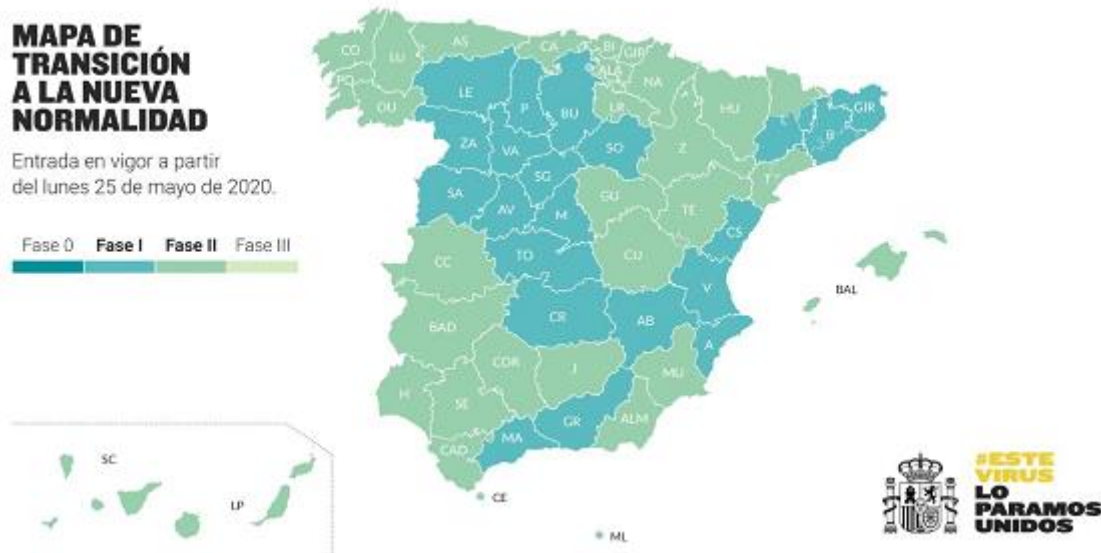 MAPA DE
TRANSICIÓN
A LA NUEVA
NORMALIDAD
Entrada en vigor a partir
del lunes 25 de mayo de 2020.
Fase 0 Fase I Fase II Fase III
CO
LU
AS
CA
BI
GIP
PO
OU
LE
P
BU
ALA
NA
LR
HU
GIR
B
ZA
VA
SO
Z
SG
SA
AV
M
GU
TE
T
CS
TO
CU
CC
V
BAL
BAD
CR
AB
A
COR
J
MU
H
SE
GR
ALM
MA
CAD
SC
LP
CE
ML
#ESTE
VIRUS
LO
PARAMOS
UNIDOS